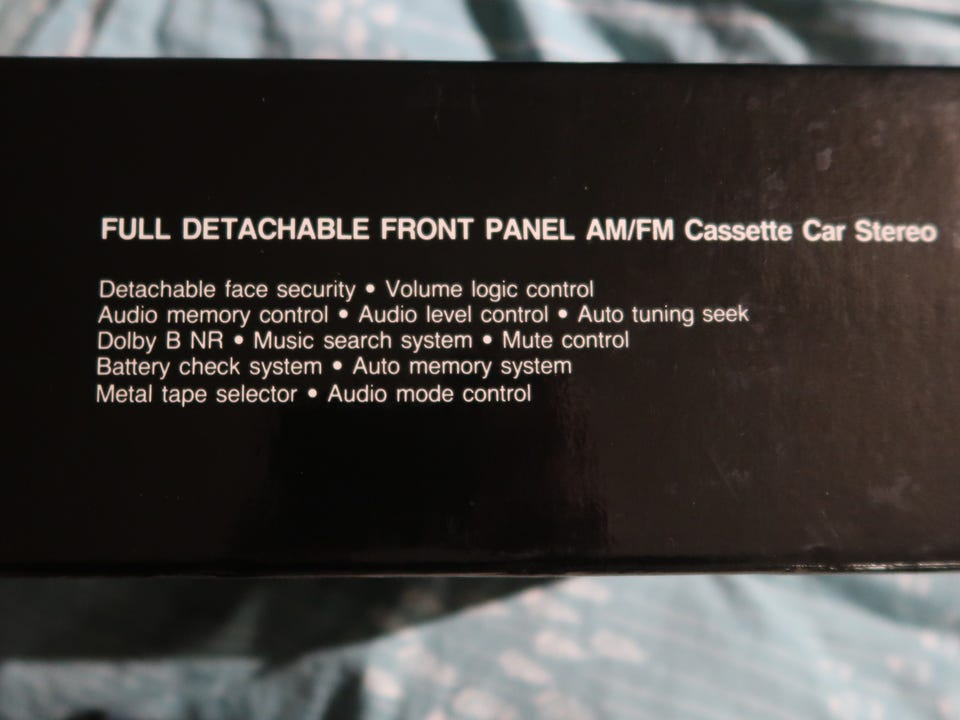 FULL DETACHABLE FRONT PANEL AM/FM Cassette Car Stereo
Detachable face security • Volume logic control
Audio memory control • Audio level control • Auto tuning seek
Dolby B NR • Music search system • Mute control
Battery check system • Auto memory system
Metal tape selector • Audio mode control